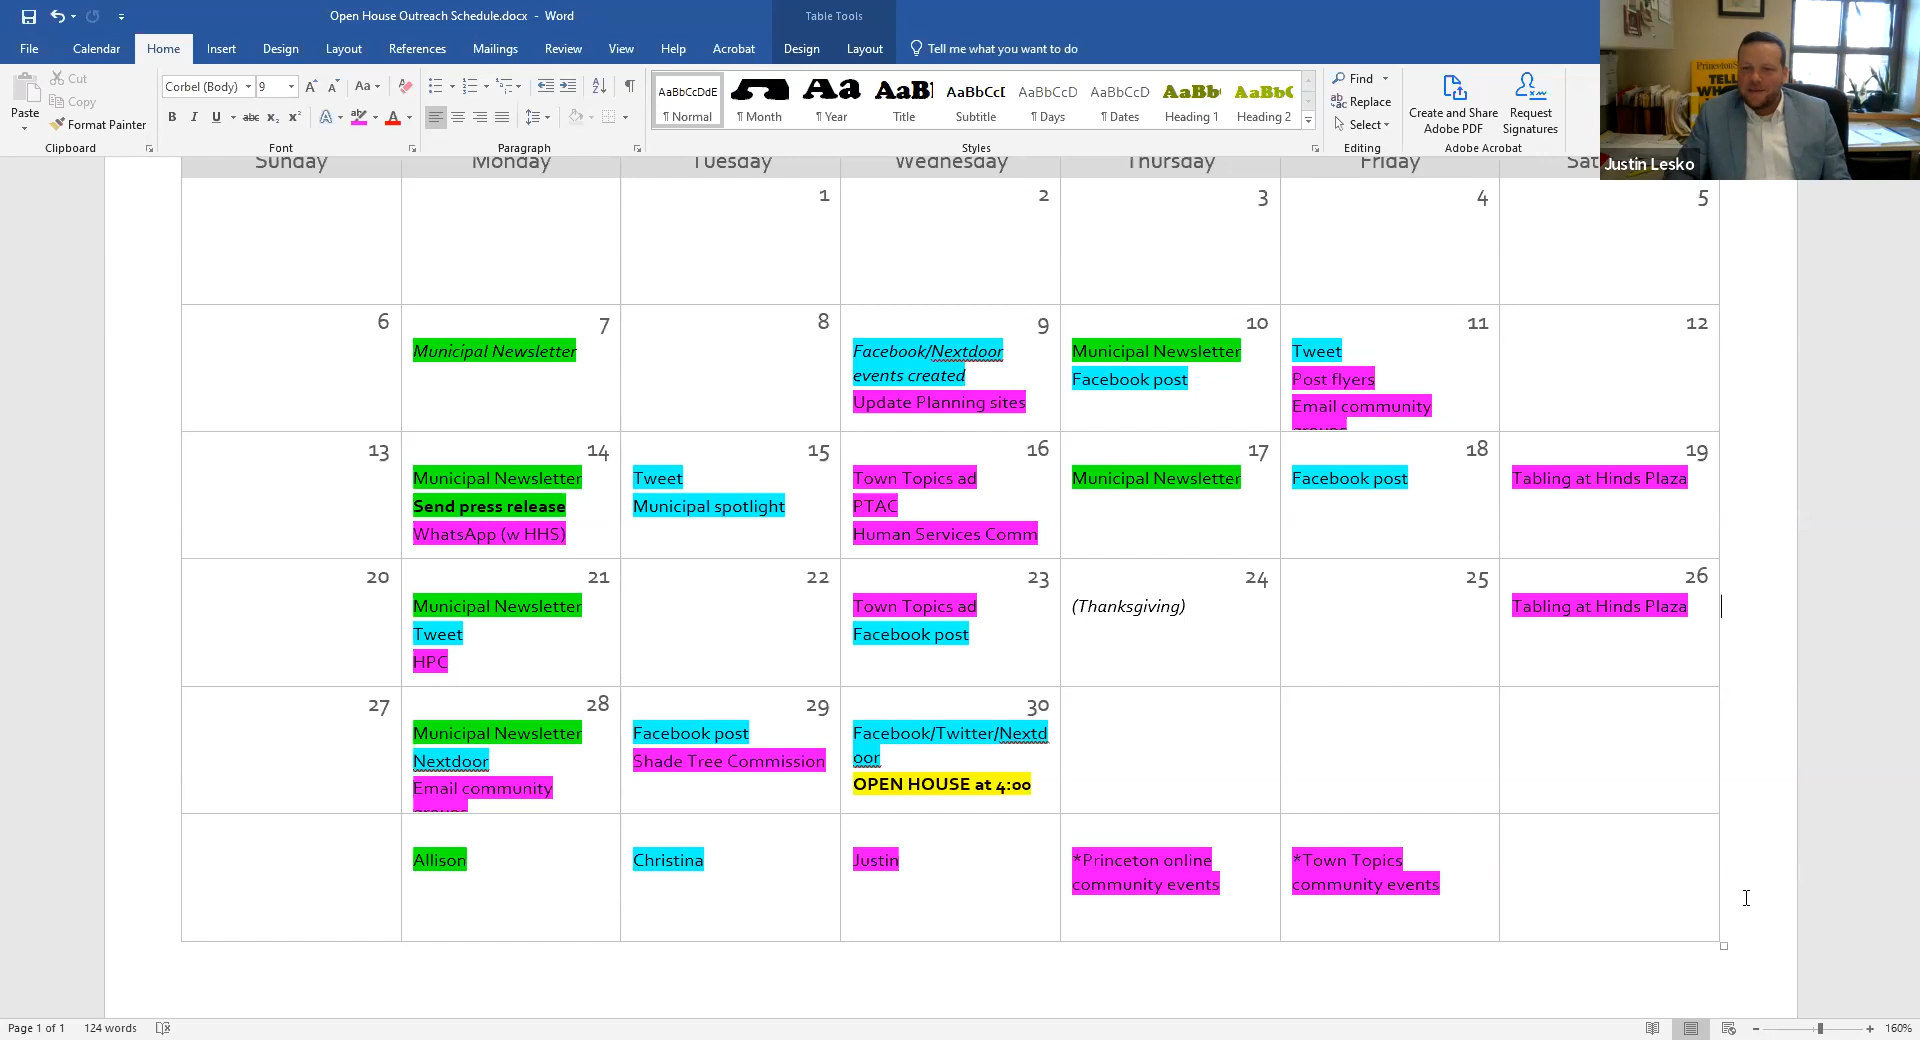 Open House Outreach Schedule.docx - Word
Table Tools
File Calendar Home Insert Design Layout References Mailings Review View Help Acrobat Design Layout Tell me what you want to do
Paste
Cut
Copy
Format Painter
Clipboard
Corbel (Body) 9
Font
Paragraph
AaBbCcDdE ¶ Normal
¶ Month
Aa ¶ Year
AaBl Title
AaBbCcI Subtitle
AaBbCcD ¶ Days
AaBbCcD ¶ Dates
AaBb Heading 1
AaBbC Heading 2
Styles
Find
Replace
Select
Editing
Create and Share Adobe PDF
Request Signatures
Adobe Acrobat
Justin Lesko
Sunday Monday Tuesday Wednesday Thursday Friday Sat
1 2 3 4 5
6 7 8 9 10 11 12
Municipal Newsletter
Facebook/Nextdoor
events created
Update Planning sites
Municipal Newsletter
Facebook post
Tweet
Post flyers
Email community
groups
13 14 15 16 17 18 19
Municipal Newsletter
Send press release
WhatsApp (w HHS)
Tweet
Municipal spotlight
Town Topics ad
PTAC
Human Services Comm
Municipal Newsletter
Facebook post
Tabling at Hinds Plaza
20 21 22 23 24 25 26
Municipal Newsletter
Tweet
HPC
Town Topics ad
Facebook post
(Thanksgiving)
Tabling at Hinds Plaza
27 28 29 30
Municipal Newsletter
Nextdoor
Email community
groups
Facebook post
Shade Tree Commission
Facebook/Twitter/Nextd
oor
OPEN HOUSE at 4:00
Allison
Christina
Justin
*Princeton online
community events
*Town Topics
community events
Page 1 of 1 124 words
160%